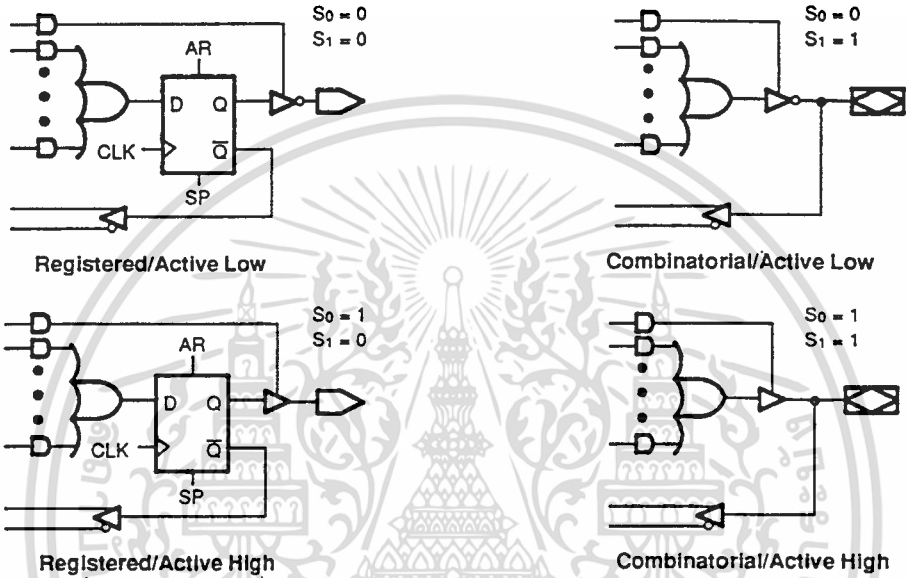 S0 = 0
S1 = 0
AR
D Q
CLK
Q̅
SP
Registered/Active Low
S0 = 0
S1 = 1
Combinatorial/Active Low
S0 = 1
S1 = 0
AR
D Q
CLK
Q̅
SP
Registered/Active High
S0 = 1
S1 = 1
Combinatorial/Active High